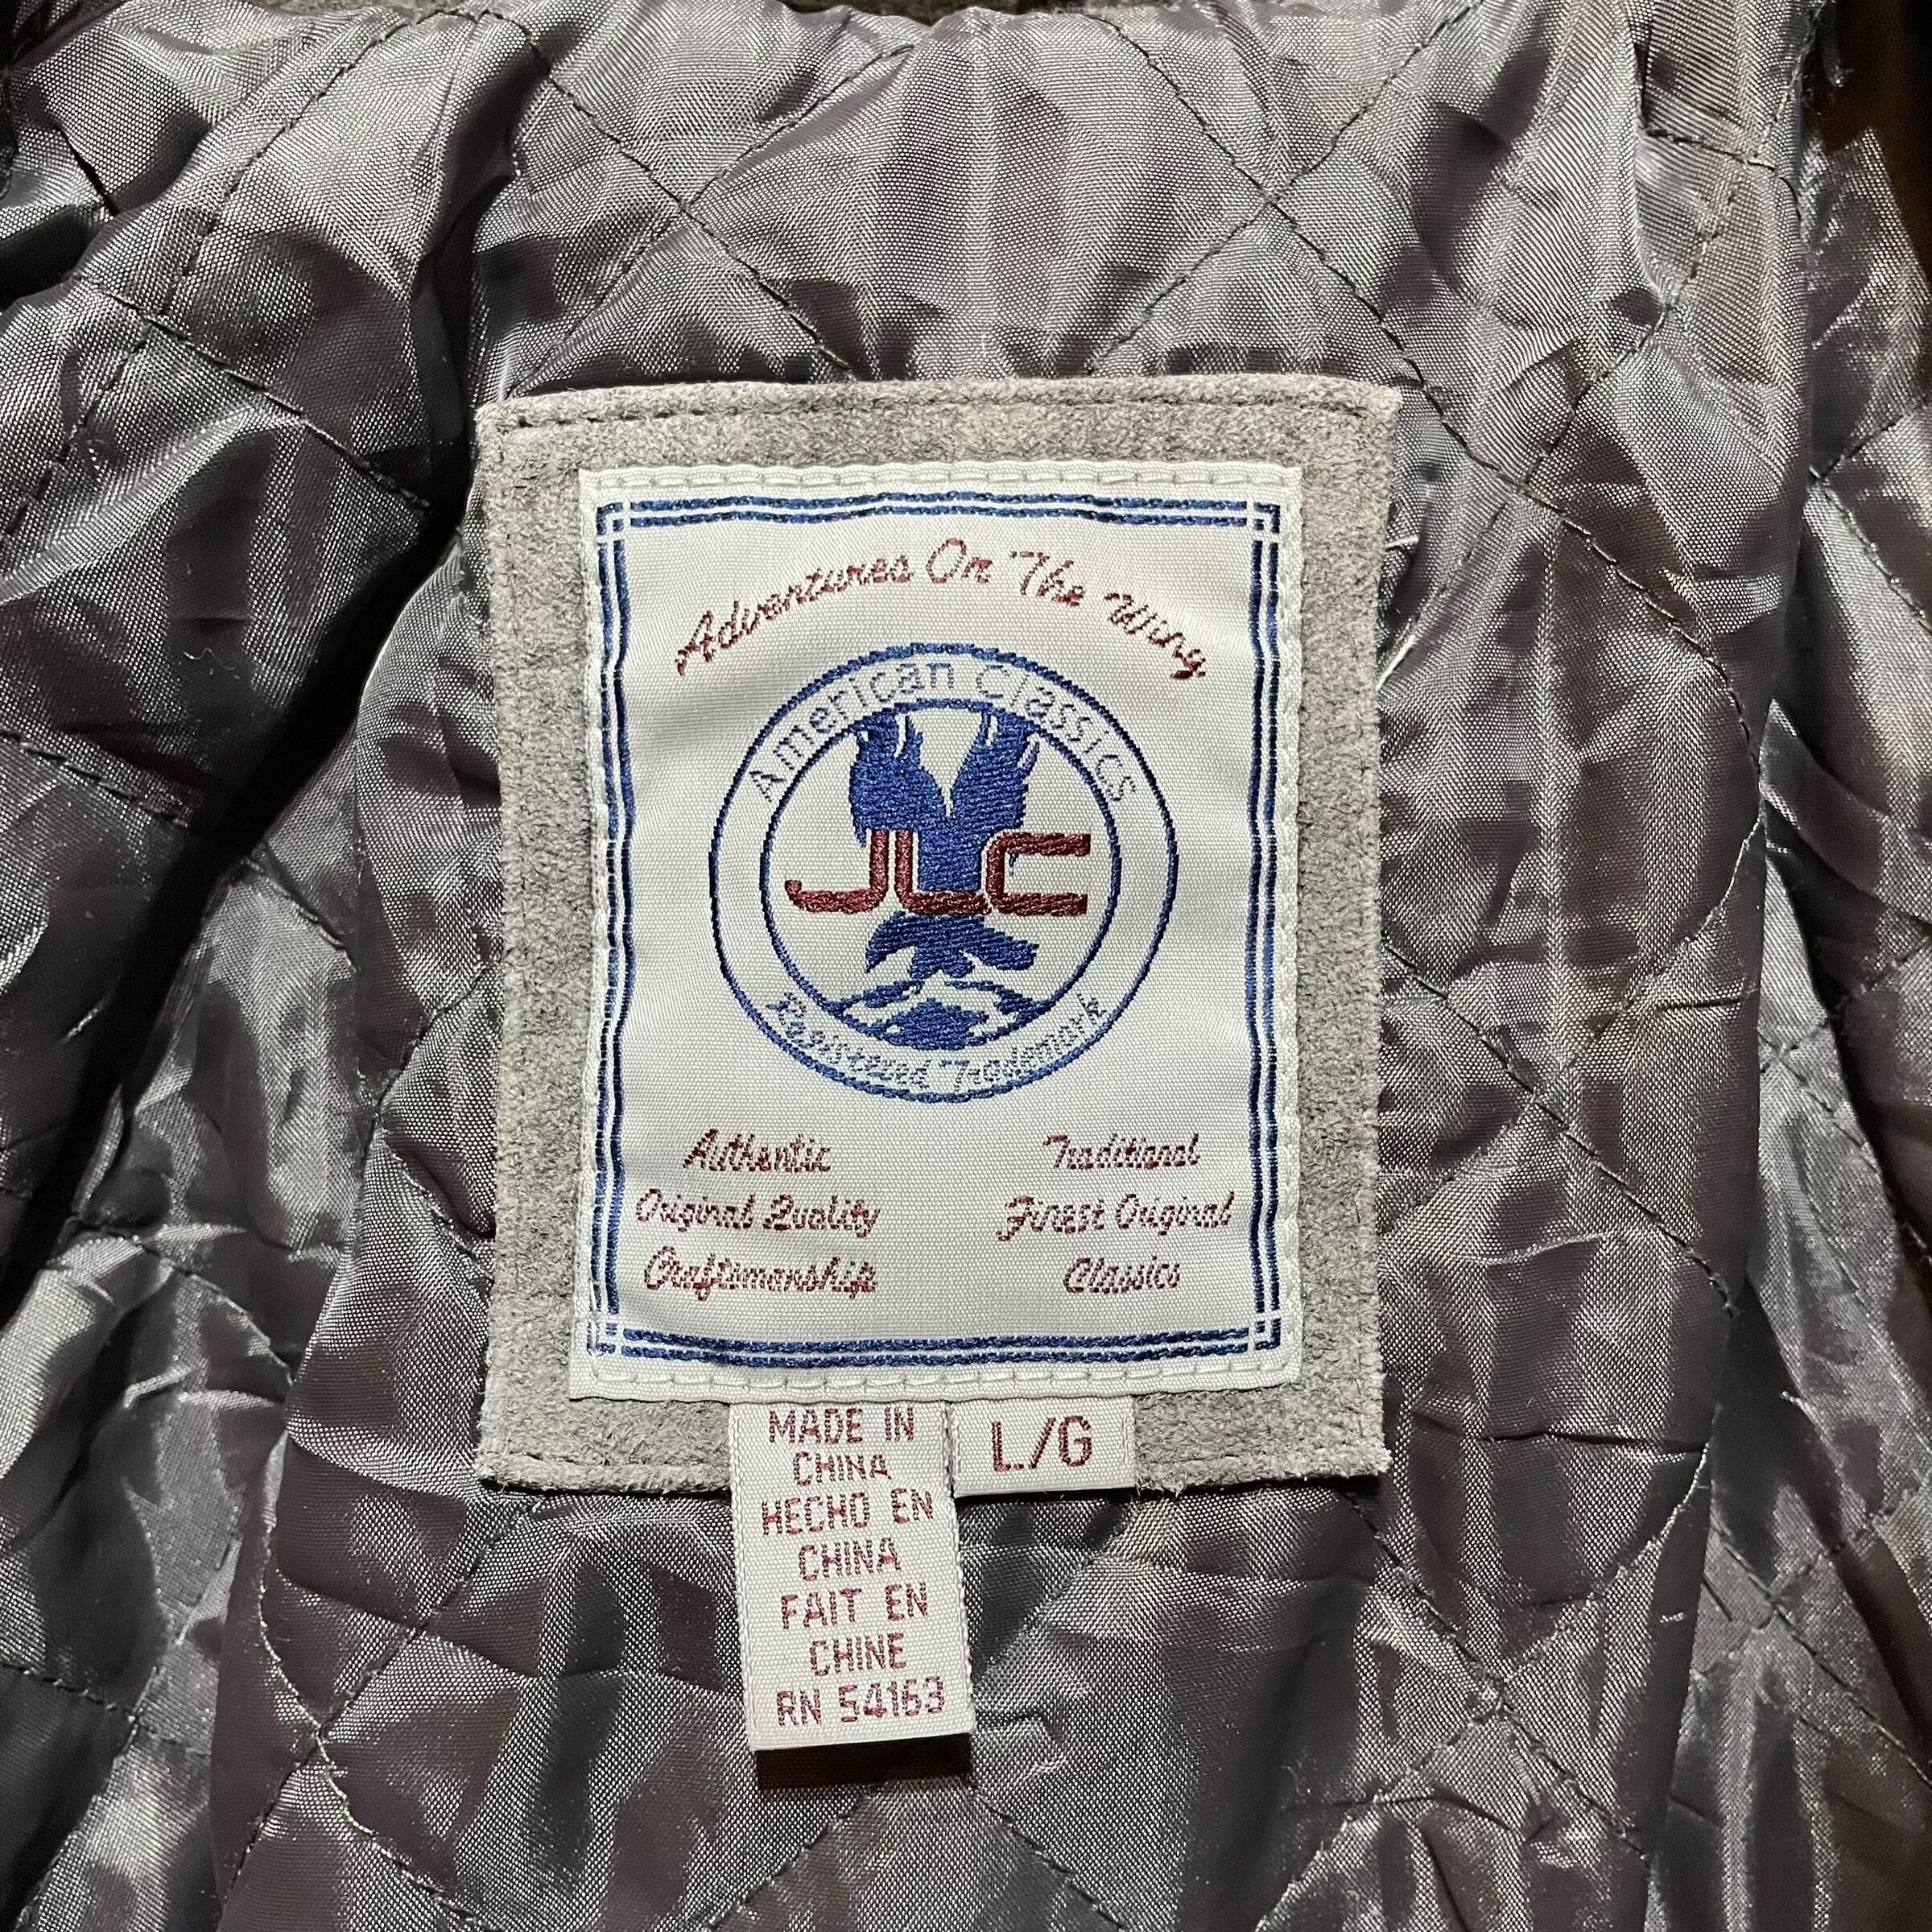 Adventures On The Wing
American Classics
JLC
Registered Trademark
Authentic
Original Quality
Craftsmanship
Traditional
Finest Original
Classics
MADE IN
CHINA
HECHO EN
CHINA
FAIT EN
CHINE
RN 54163
L/G